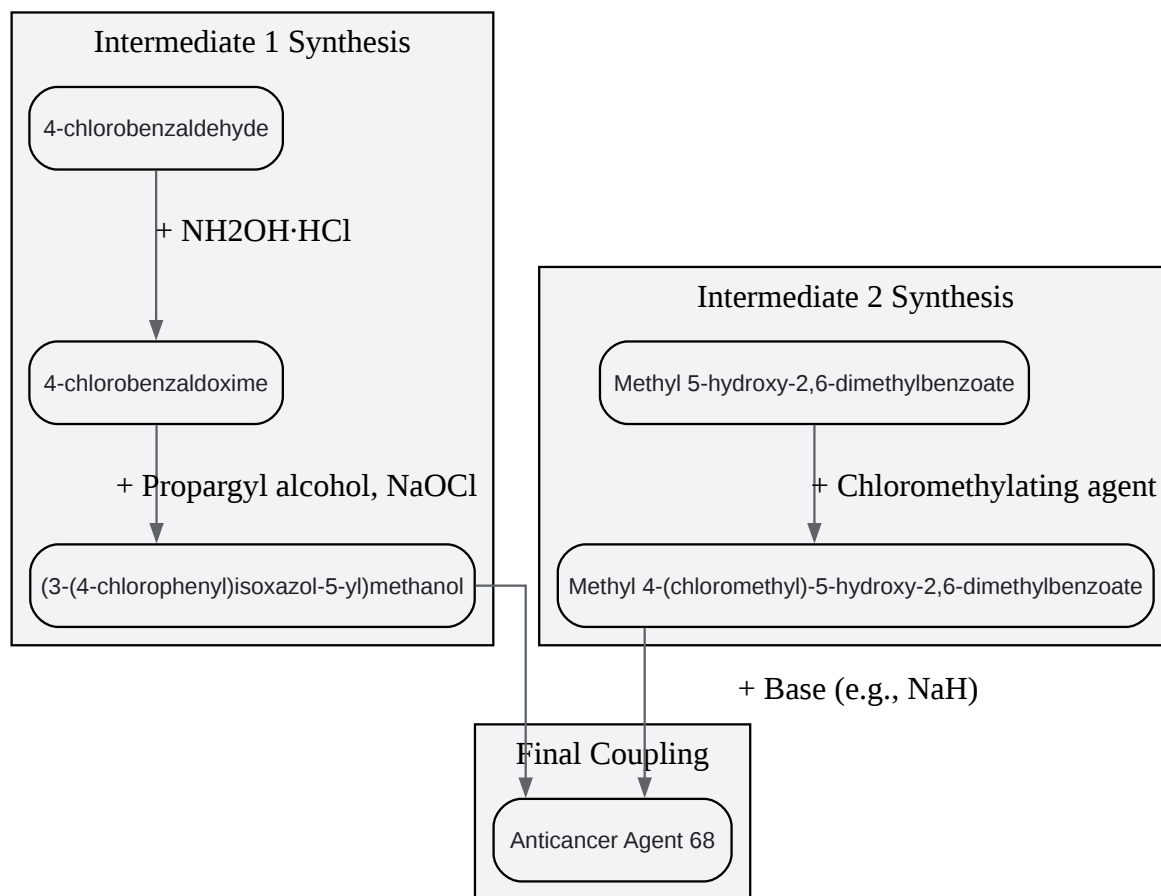 Intermediate 1 Synthesis
4-chlorobenzaldehyde
+ NH2OH·HCl
4-chlorobenzaldoxime
+ Propargyl alcohol, NaOCl
(3-(4-chlorophenyl)isoxazol-5-yl)methanol
Intermediate 2 Synthesis
Methyl 5-hydroxy-2,6-dimethylbenzoate
+ Chloromethylating agent
Methyl 4-(chloromethyl)-5-hydroxy-2,6-dimethylbenzoate
+ Base (e.g., NaH)
Final Coupling
Anticancer Agent 68